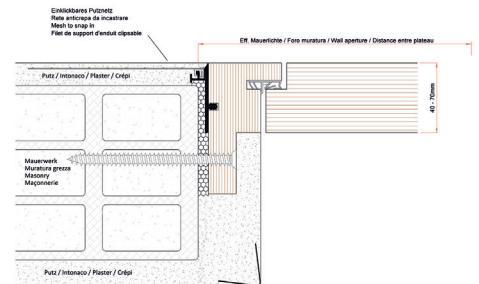 Einklickbares Putznetz
Rete anticrepa da incastrare
Mesh to snap in
Filet de support d'enduit clipsable
Eff. Mauerlichte / Foro muratura / Wall aperture / Distance entre plateau
Putz / Intonaco / Plaster / Crépi
40 - 70mm
Mauerwerk
Muratura grezza
Masonry
Maçonnerie
Putz / Intonaco / Plaster / Crépi